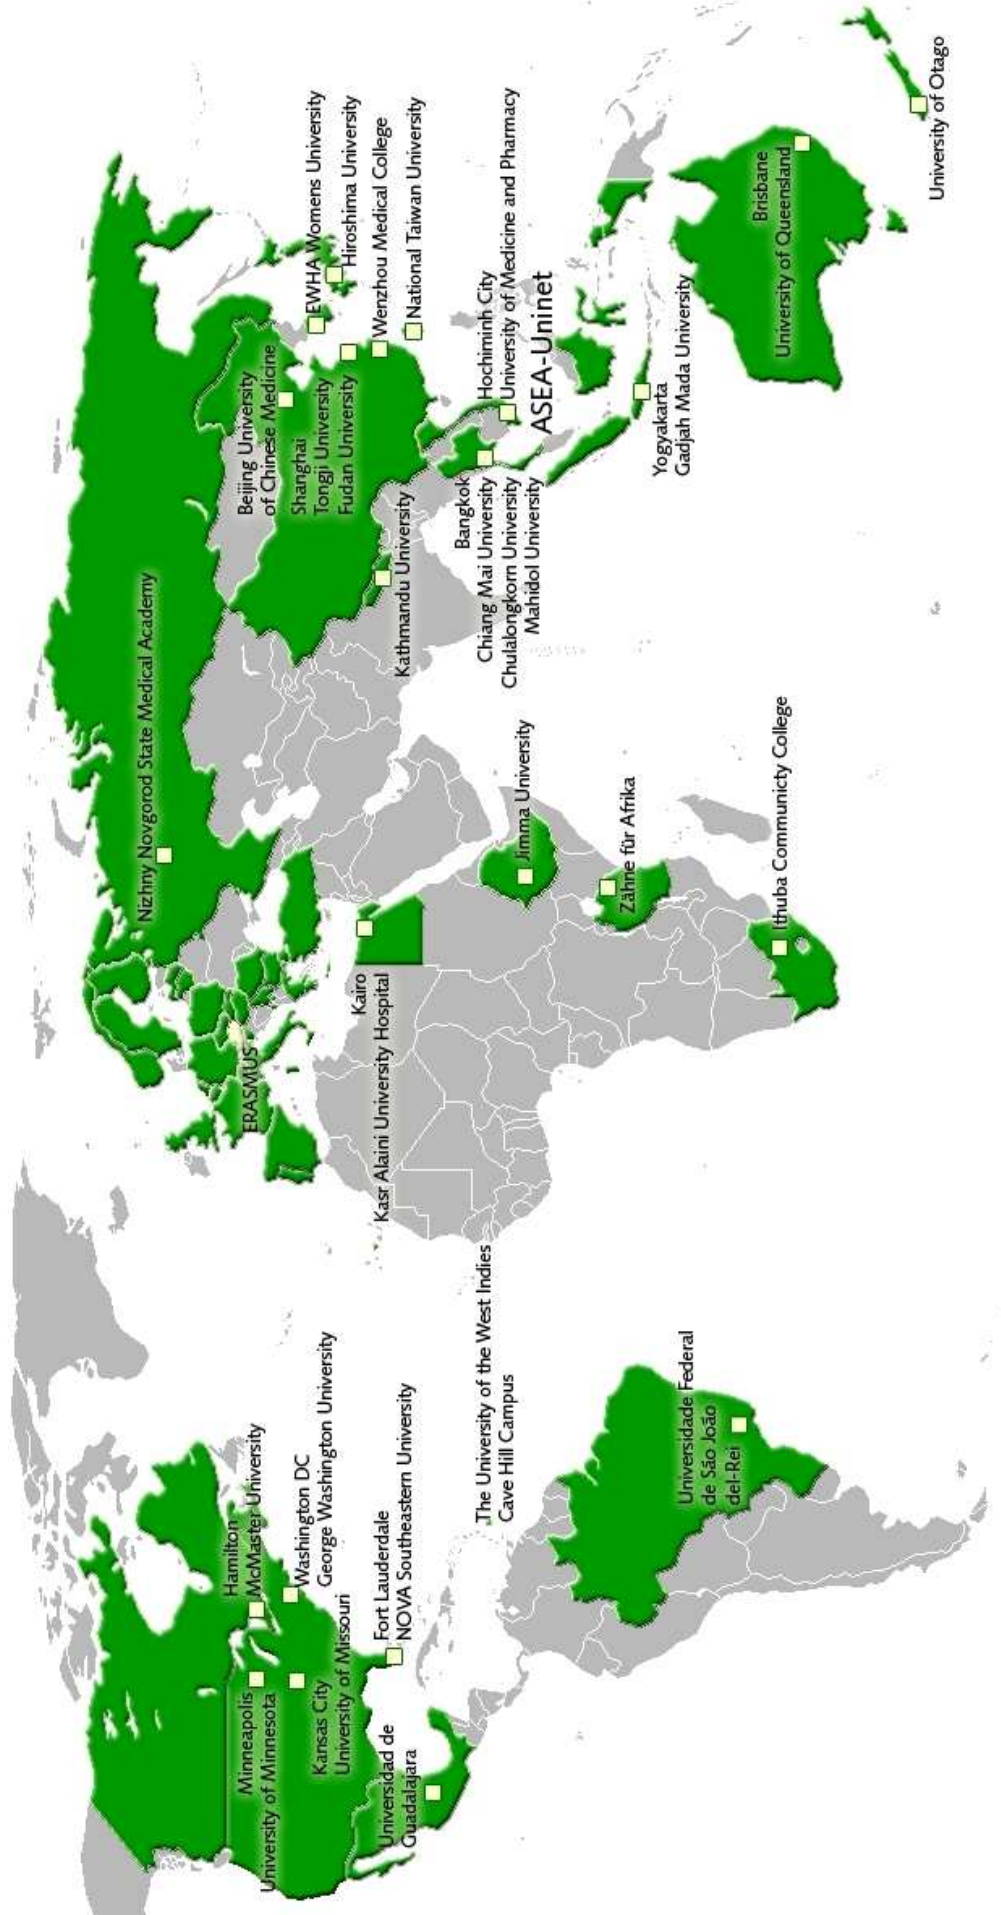 Hamilton
McMaster University
Minneapolis
University of Minnesota
Washington DC
George Washington University
Kansas City
University of Missouri
Fort Lauderdale
NOVA Southeastern University
Universidad de
Guadalajara
The University of the West Indies
Cave Hill Campus
Universidade Federal
de São João
del-Rei
ERASMUS
Nizhny Novgorod State Medical Academy
Kairo
Kasr Alaini University Hospital
Jimma University
Zähne für Afrika
Ithuba Communicty College
Beijing University
of Chinese Medicine
Shanghai
Tongji University
Fudan University
Kathmandu University
EWHA Womens University
Hiroshima University
Wenzhou Medical College
National Taiwan University
Bangkok
Chiang Mai University
Chulalongkorn University
Mahidol University
Hochiminh City
University of Medicine and Pharmacy
ASEA-Uninet
Yogyakarta
Gadjah Mada University
Brisbane
University of Queensland
University of Otago